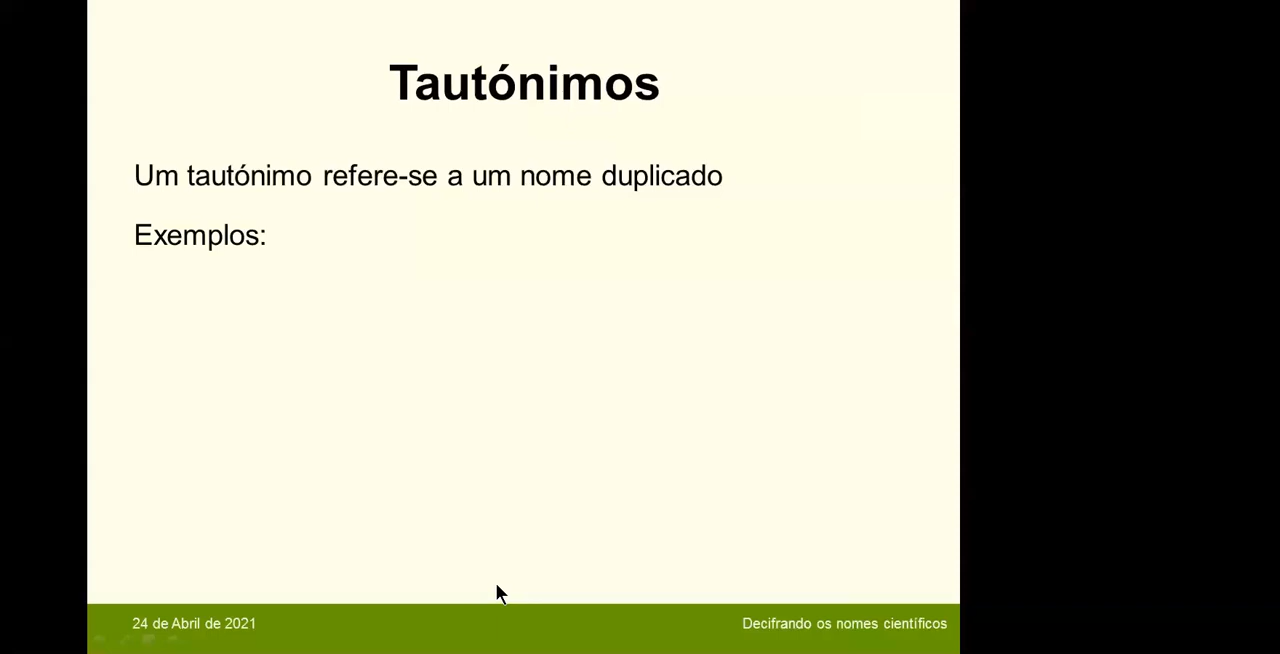 Tautónimos
Um tautónimo refere-se a um nome duplicado
Exemplos:
24 de Abril de 2021
Decifrando os nomes científicos